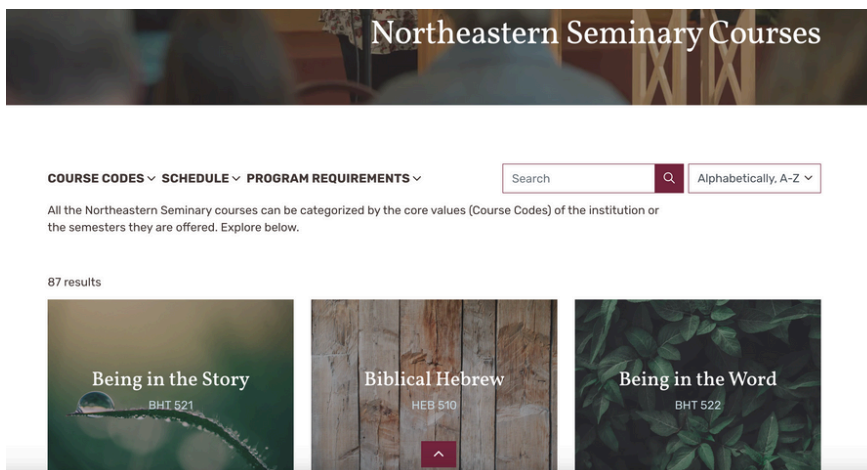 Northeastern Seminary Courses
COURSE CODES SCHEDULE PROGRAM REQUIREMENTS
Search
Alphabetically, A-Z
All the Northeastern Seminary courses can be categorized by the core values (Course Codes) of the institution or
the semesters they are offered. Explore below.
87 results
Being in the Story
BHT 521
Biblical Hebrew
HEB 510
Being in the Word
BHT 522